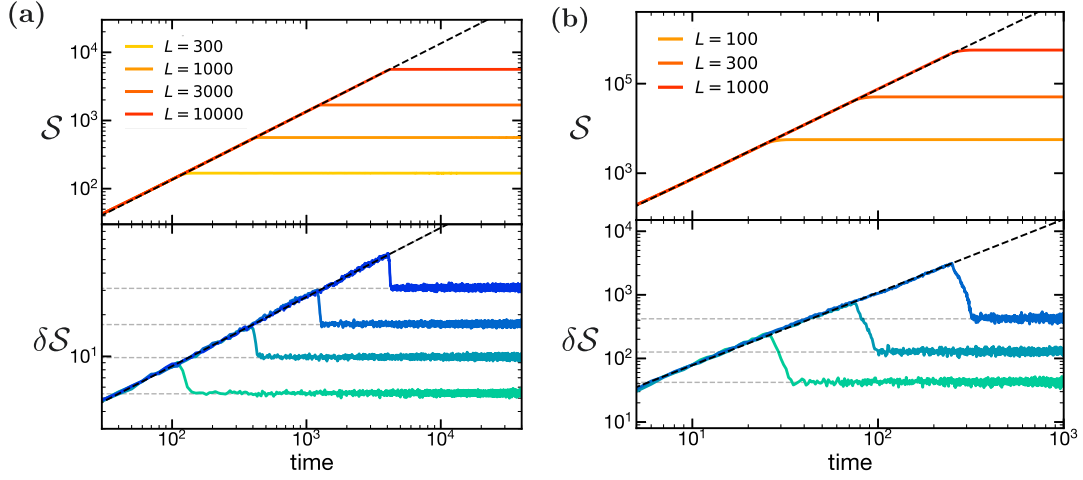 (a)
10⁴
10³
10²
𝒮
L = 300
L = 1000
L = 3000
L = 10000
10¹
δ𝒮
10² 10³ 10⁴
time
(b)
10⁵
10³
𝒮
L = 100
L = 300
L = 1000
10⁴
10³
10²
10¹
δ𝒮
10¹ 10² 10³
time